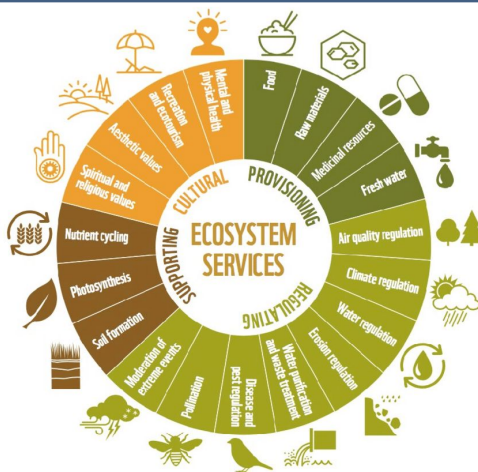 ECOSYSTEM
SERVICES
PROVISIONING
Food
Raw materials
Medicinal resources
Fresh water
REGULATING
Air quality regulation
Climate regulation
Water regulation
Erosion regulation
Water purification
and waste treatment
Disease and
pest regulation
Pollination
Moderation of
extreme events
SUPPORTING
Soil formation
Photosynthesis
Nutrient cycling
CULTURAL
Spiritual and
religious values
Aesthetic values
Recreation
and ecotourism
Mental and
physical health